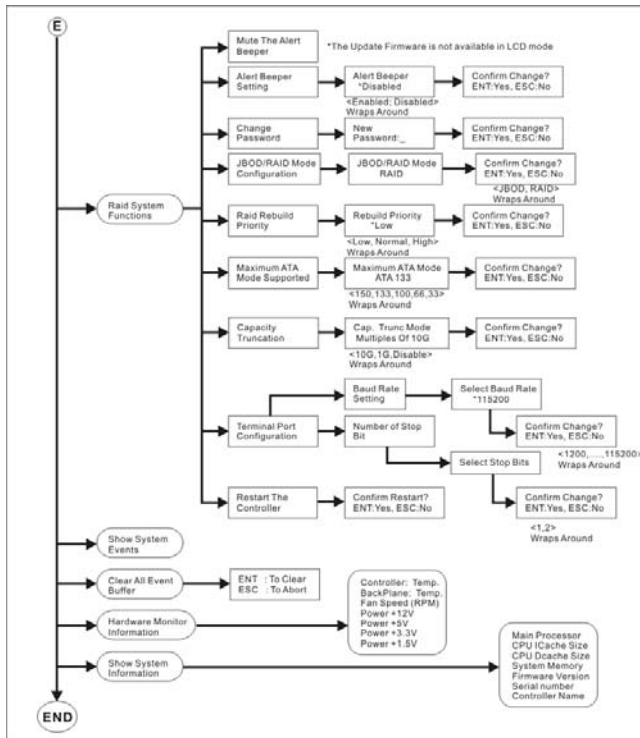 E
Mute The Alert
Beeper
*The Update Firmware is not available in LCD mode
Alert Beeper
Setting
Alert Beeper
*Disabled
Confirm Change?
ENT:Yes, ESC:No
<Enabled; Disabled>
Wraps Around
Change
Password
New
Password:_
Confirm Change?
ENT:Yes, ESC:No
JBOD/RAID Mode
Configuration
JBOD/RAID Mode
RAID
Confirm Change?
ENT:Yes, ESC:No
<JBOD, RAID>
Wraps Around
Raid System
Functions
Raid Rebuild
Priority
Rebuild Priority
*Low
Confirm Change?
ENT:Yes, ESC:No
<Low, Normal, High>
Wraps Around
Maximum ATA
Mode Supported
Maximum ATA Mode
ATA 133
Confirm Change?
ENT:Yes, ESC:No
<150,133,100,66,33>
Wraps Around
Capacity
Truncation
Cap. Trunc Mode
Multiples Of 10G
Confirm Change?
ENT:Yes, ESC:No
<10G,1G,Disable>
Wraps Around
Baud Rate
Setting
Select Baud Rate
*115200
Terminal Port
Configuration
Number of Stop
Bit
Confirm Change?
ENT:Yes, ESC:No
<1200,....,115200>
Wraps Around
Select Stop Bits
Restart The
Controller
Confirm Restart?
ENT:Yes, ESC:No
Confirm Change?
ENT:Yes, ESC:No
<1,2>
Wraps Around
Show System
Events
Clear All Event
Buffer
ENT : To Clear
ESC : To Abort
Hardware Monitor
Information
Controller: Temp.
BackPlane: Temp.
Fan Speed (RPM)
Power +12V
Power +5V
Power +3.3V
Power +1.5V
Show System
Information
Main Processor
CPU ICache Size
CPU Dcache Size
System Memory
Firmware Version
Serial number
Controller Name
END